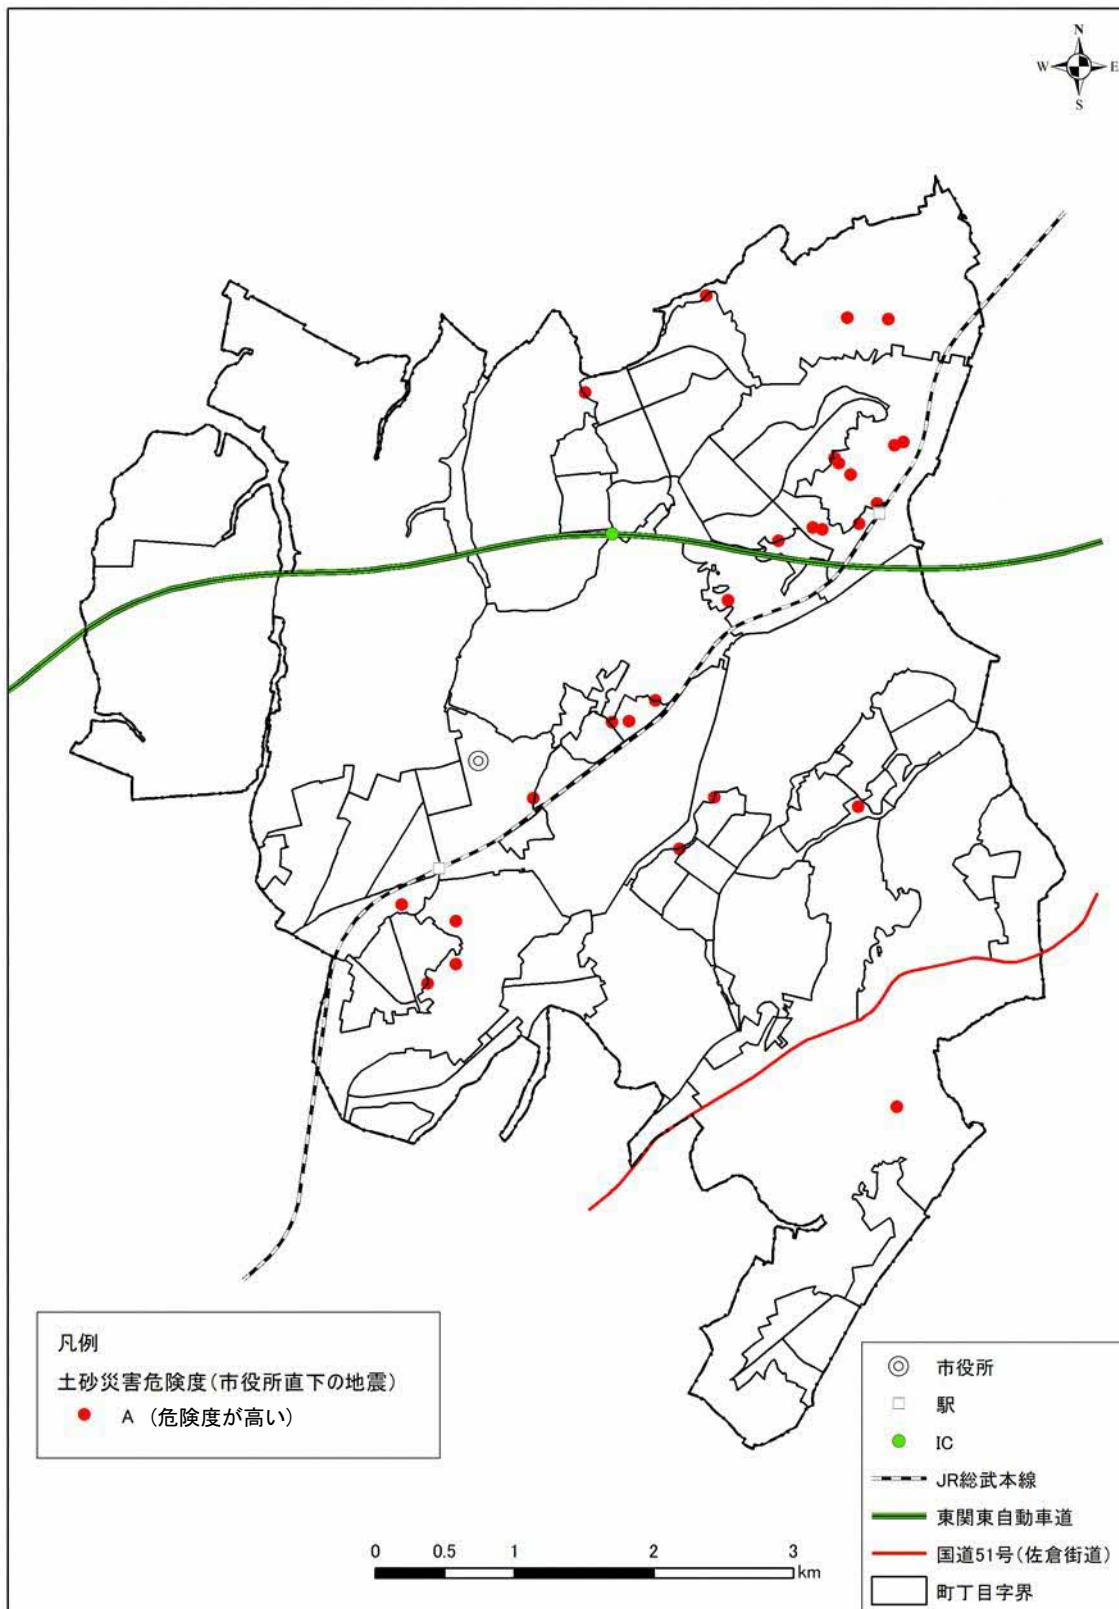 N
W E
S
凡例
土砂災害危険度(市役所直下の地震)
A (危険度が高い)
市役所
駅
IC
JR総武本線
東関東自動車道
国道51号(佐倉街道)
町丁目字界
0 0.5 1 2 3
km